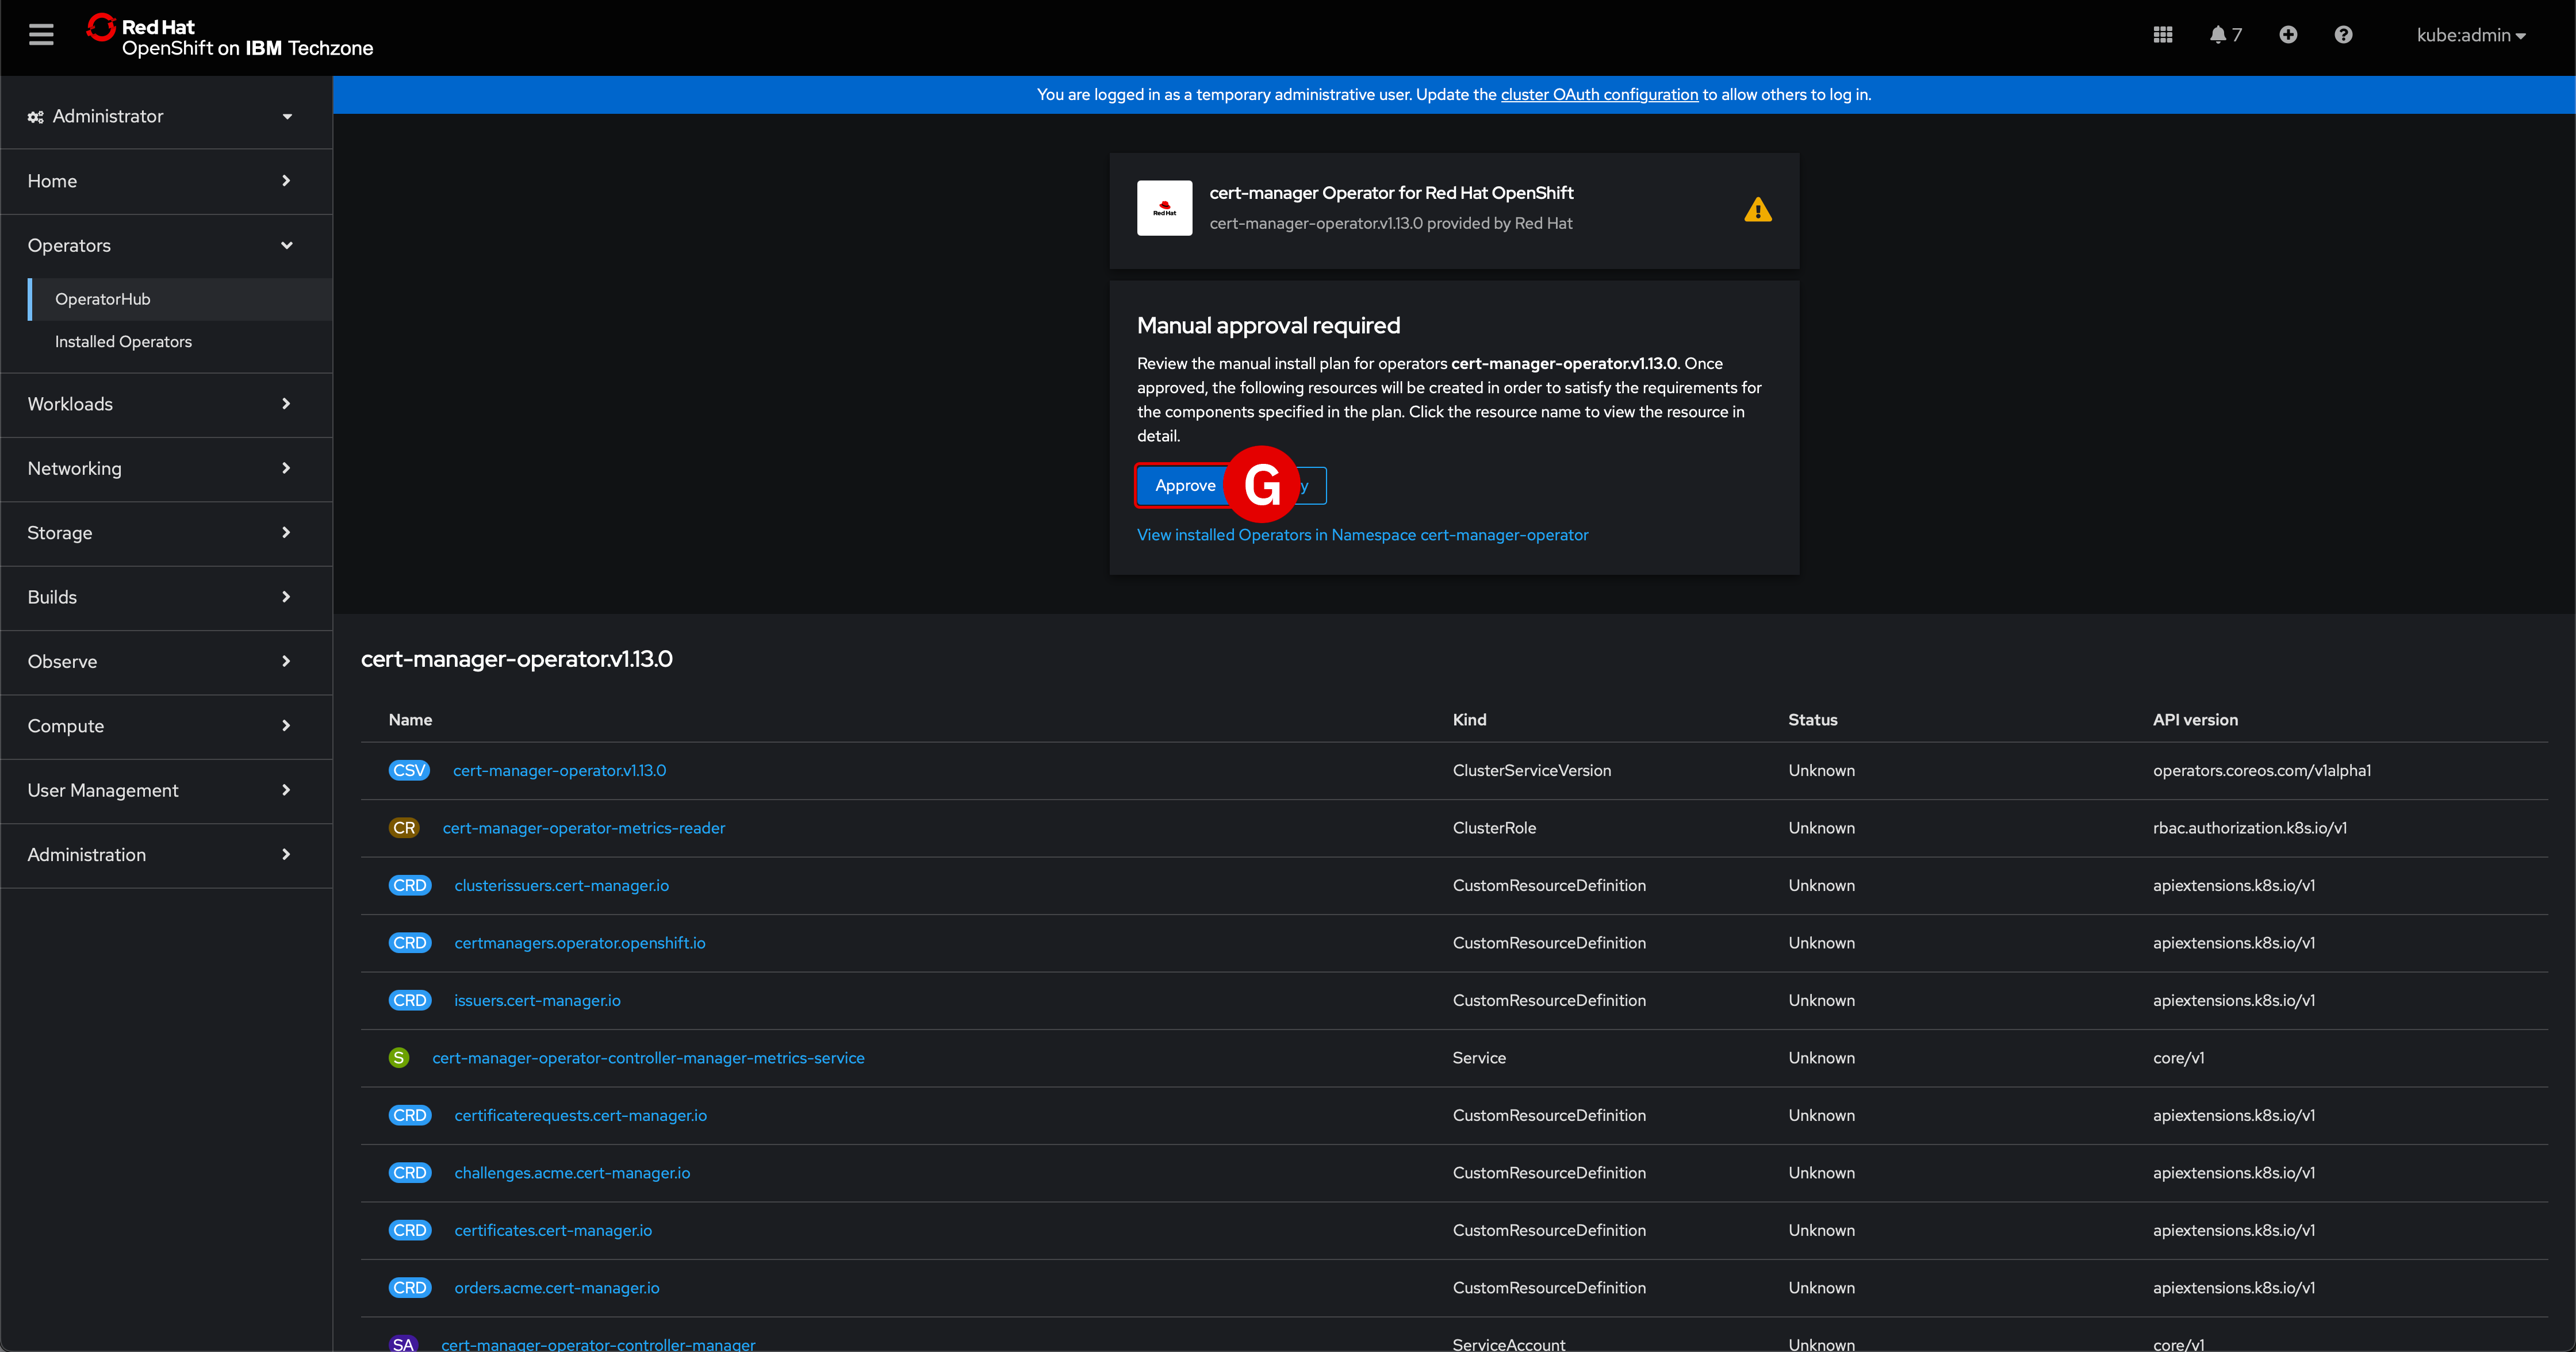 Red Hat
OpenShift on IBM Techzone
7
kube:admin
Administrator
Home
Operators
OperatorHub
Installed Operators
Workloads
Networking
Storage
Builds
Observe
Compute
User Management
Administration
You are logged in as a temporary administrative user. Update the cluster OAuth configuration to allow others to log in.
Red Hat
cert-manager Operator for Red Hat OpenShift
cert-manager-operator.v1.13.0 provided by Red Hat
Manual approval required
Review the manual install plan for operators cert-manager-operator.v1.13.0. Once
approved, the following resources will be created in order to satisfy the requirements for
the components specified in the plan. Click the resource name to view the resource in
detail.
Approve G y
View installed Operators in Namespace cert-manager-operator
cert-manager-operator.v1.13.0
Name Kind Status API version
CSV cert-manager-operator.v1.13.0 ClusterServiceVersion Unknown operators.coreos.com/v1alpha1
CR cert-manager-operator-metrics-reader ClusterRole Unknown rbac.authorization.k8s.io/v1
CRD clusterissuers.cert-manager.io CustomResourceDefinition Unknown apiextensions.k8s.io/v1
CRD certmanagers.operator.openshift.io CustomResourceDefinition Unknown apiextensions.k8s.io/v1
CRD issuers.cert-manager.io CustomResourceDefinition Unknown apiextensions.k8s.io/v1
S cert-manager-operator-controller-manager-metrics-service Service Unknown core/v1
CRD certificaterequests.cert-manager.io CustomResourceDefinition Unknown apiextensions.k8s.io/v1
CRD challenges.acme.cert-manager.io CustomResourceDefinition Unknown apiextensions.k8s.io/v1
CRD certificates.cert-manager.io CustomResourceDefinition Unknown apiextensions.k8s.io/v1
CRD orders.acme.cert-manager.io CustomResourceDefinition Unknown apiextensions.k8s.io/v1
SA cert-manager-operator-controller-manager ServiceAccount Unknown core/v1